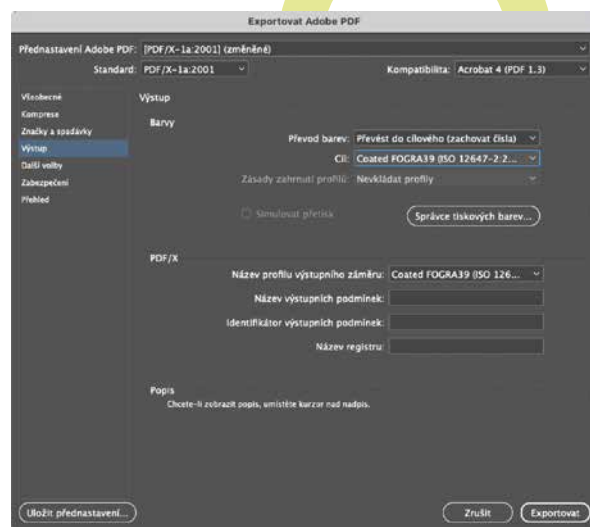 Exportovat Adobe PDF
Přednastavení Adobe PDF: [PDF/X-1a:2001] (změněné)
Standard: PDF/X-1a:2001 Kompatibilita: Acrobat 4 (PDF 1.3)
Všeobecné
Komprese
Značky a spadávky
Výstup
Další volby
Zabezpečení
Přehled
Výstup
Barvy
Převod barev: Převést do cílového (zachovat čísla)
Cíl: Coated FOGRA39 (ISO 12647-2:2...
Zásady zahrnutí profilů: Nevkládat profily
Simulovat přetisk
Správce tiskových barev...
PDF/X
Název profilu výstupního záměru: Coated FOGRA39 (ISO 126...
Název výstupních podmínek:
Identifikátor výstupních podmínek:
Název registru:
Popis
Chcete-li zobrazit popis, umístěte kurzor nad nadpis.
Uložit přednastavení...
Zrušit
Exportovat